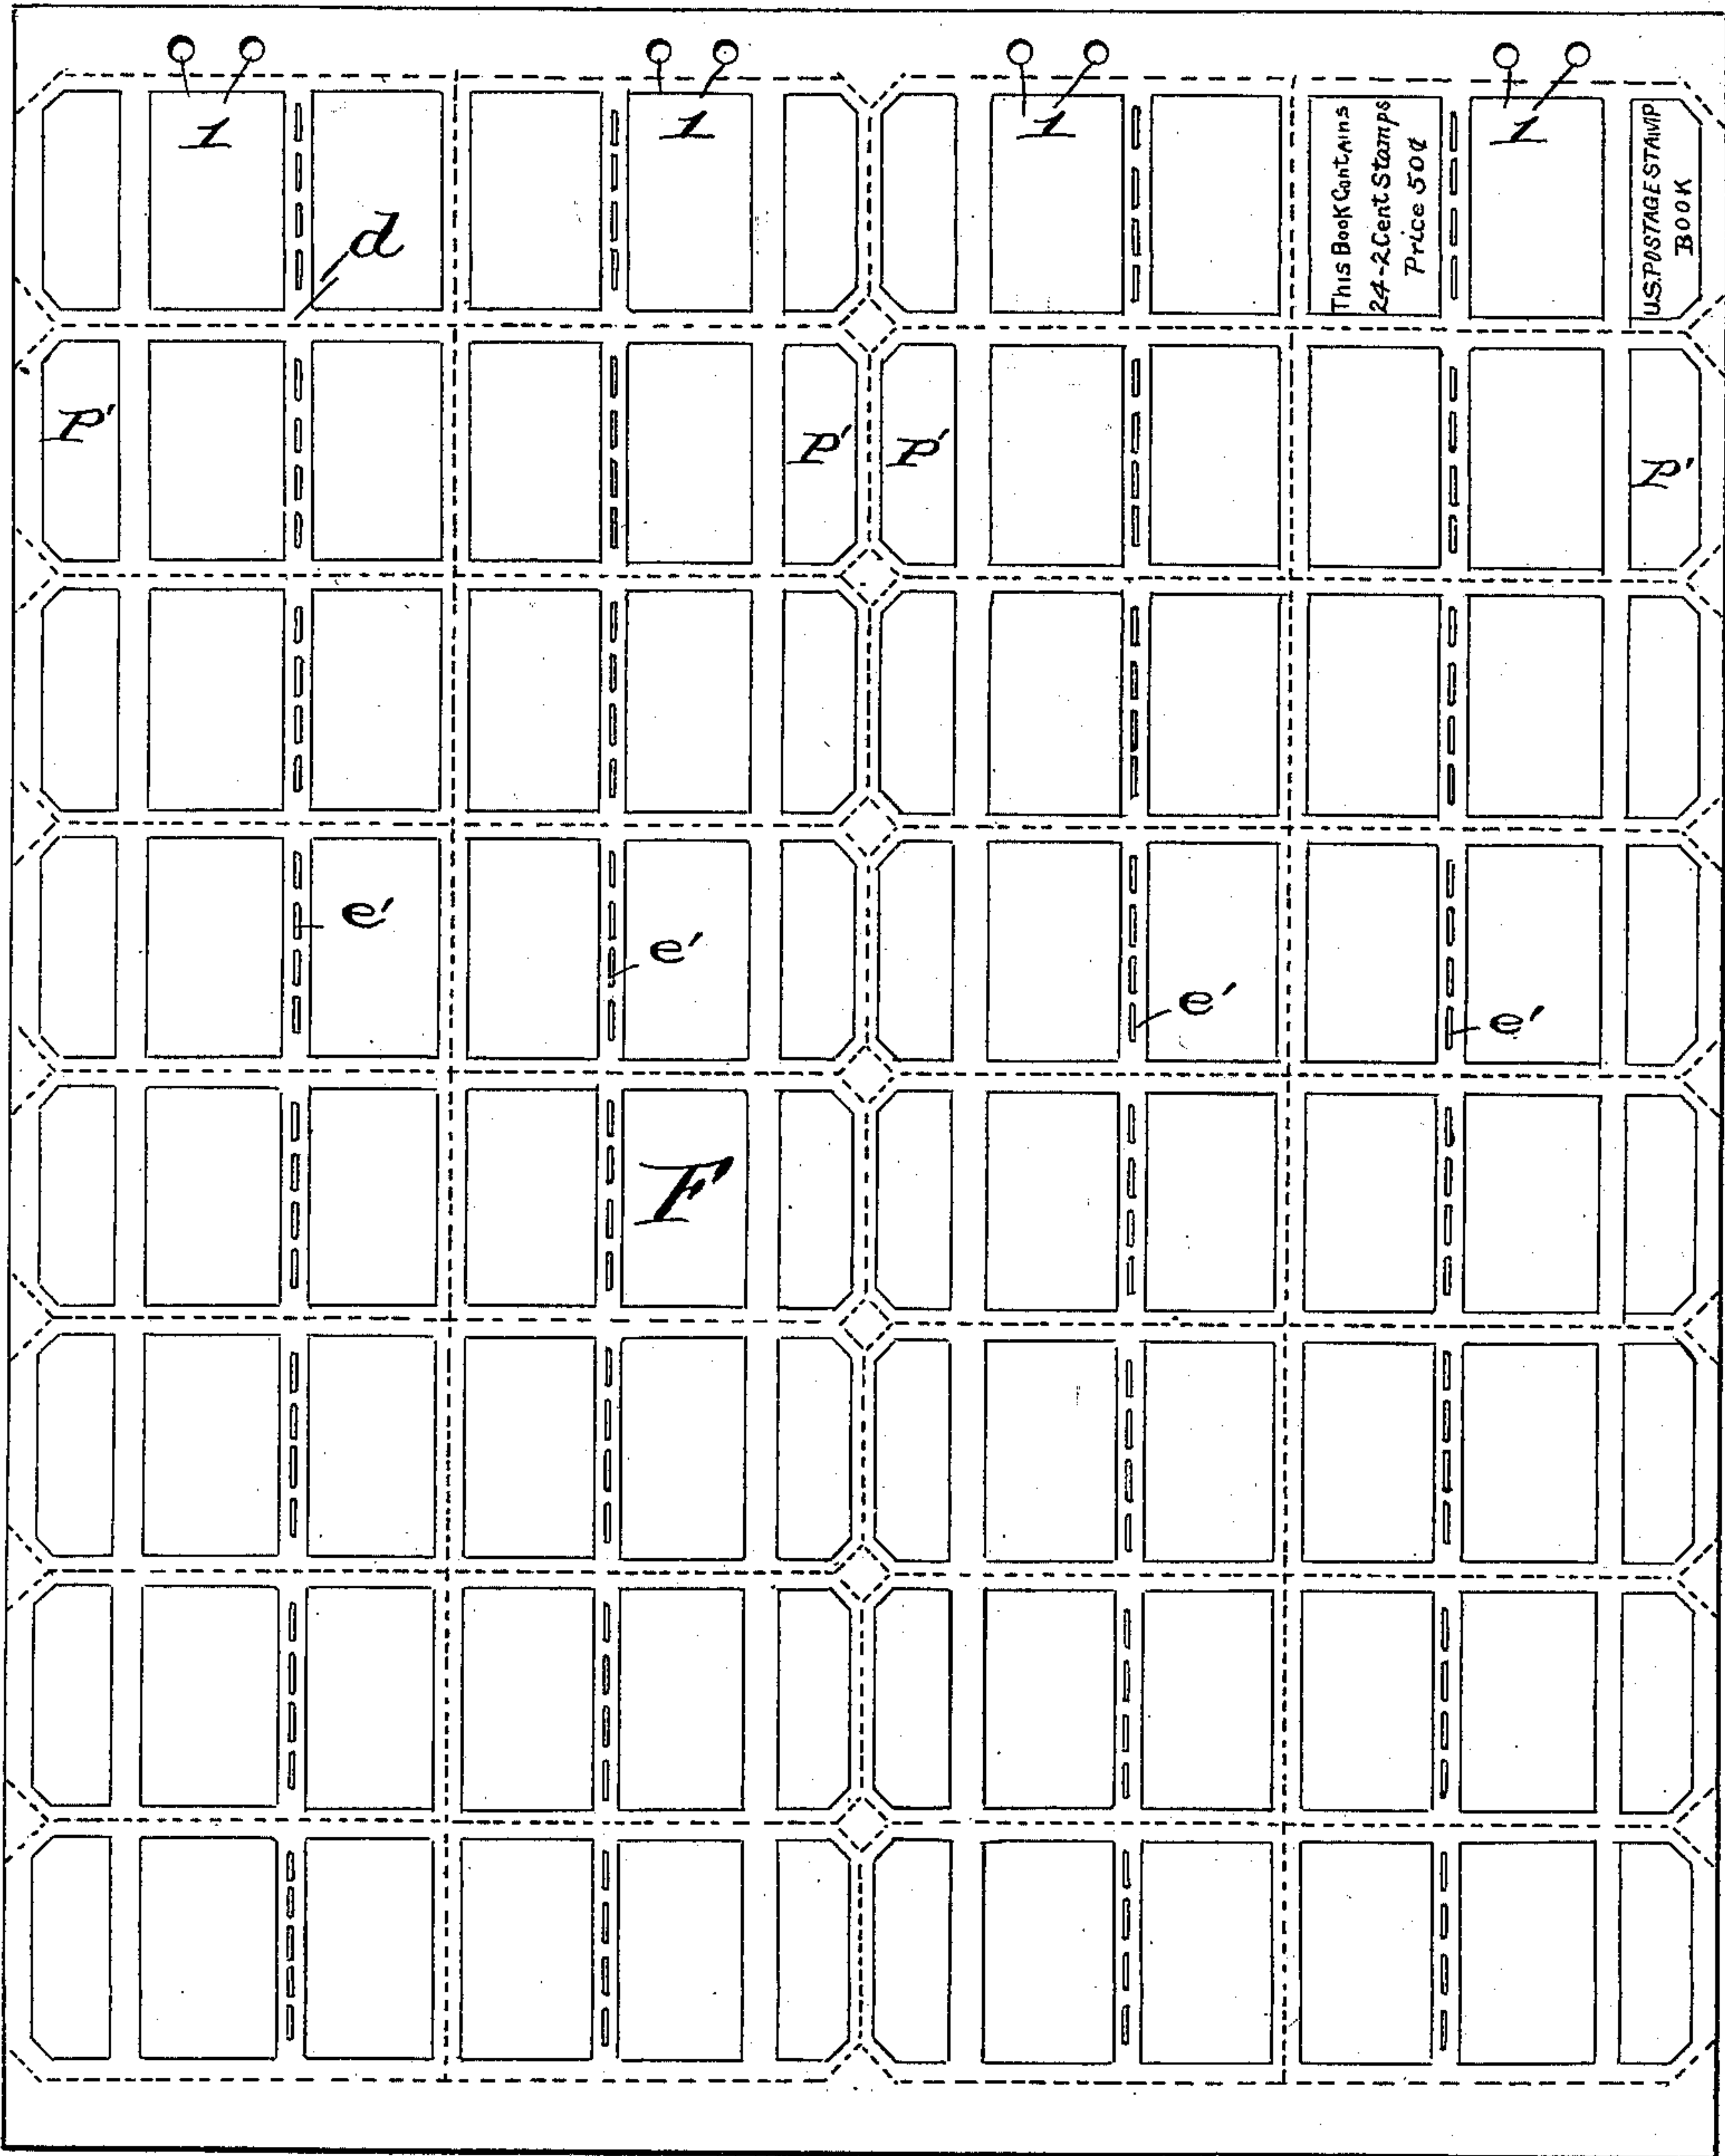 1
1
1
1
This Book Contains
24-2 Cent Stamps
Price 50¢
U.S. POSTAGE STAMP
BOOK
d
P'
P'
P'
P'
e'
e'
e'
e'
F